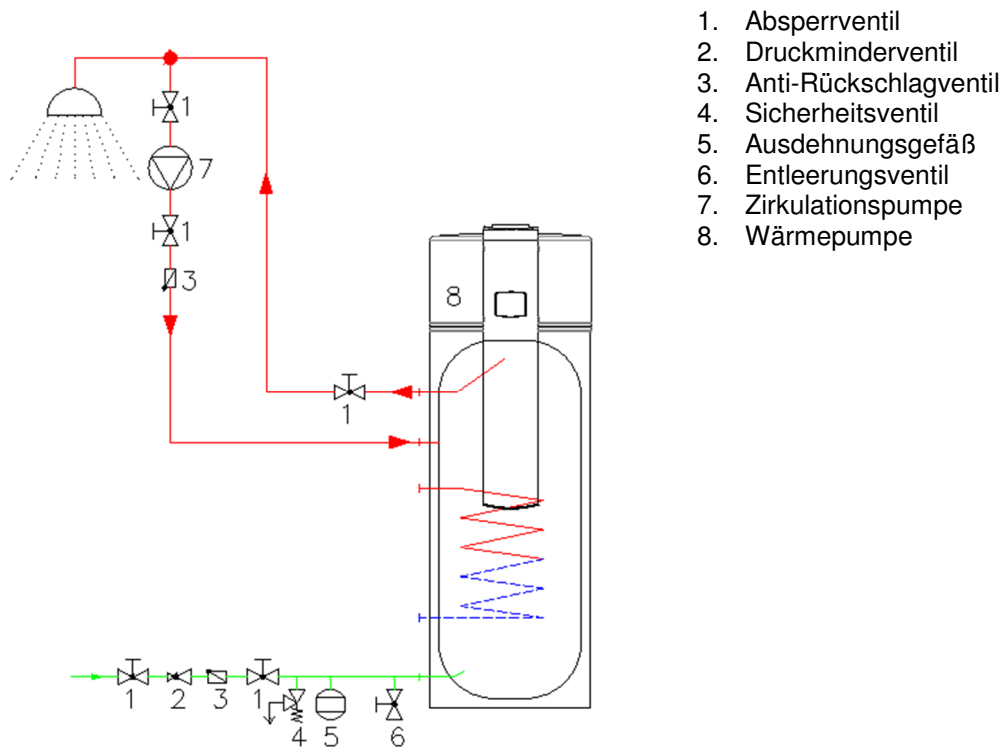 1. Absperrventil
2. Druckminderventil
3. Anti-Rückschlagventil
4. Sicherheitsventil
5. Ausdehnungsgefäß
6. Entleerungsventil
7. Zirkulationspumpe
8. Wärmepumpe
1
7
1
3
8
1
1 2 3 1 4 5 6